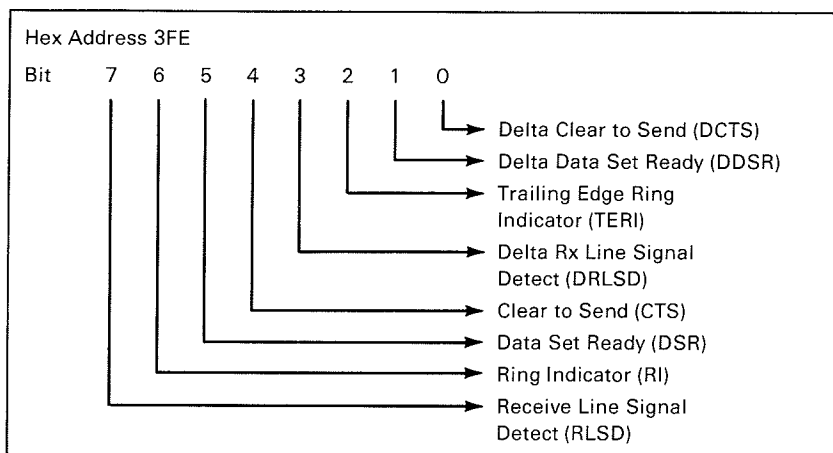 Hex Address 3FE
Bit 7 6 5 4 3 2 1 0
Delta Clear to Send (DCTS)
Delta Data Set Ready (DDSR)
Trailing Edge Ring
Indicator (TERI)
Delta Rx Line Signal
Detect (DRLSD)
Clear to Send (CTS)
Data Set Ready (DSR)
Ring Indicator (RI)
Receive Line Signal
Detect (RLSD)